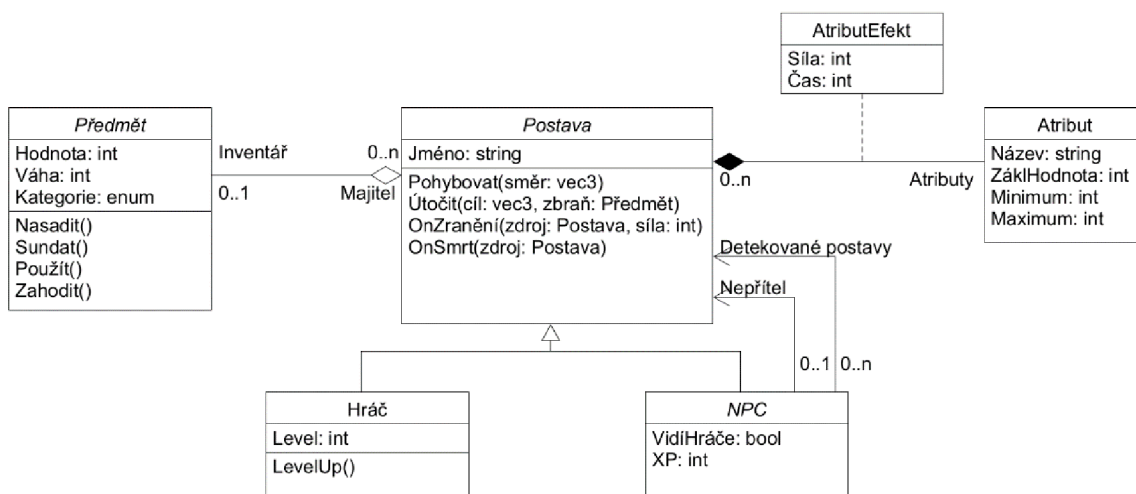 AtributEfekt
Síla: int
Čas: int
Předmět
Hodnota: int
Váha: int
Kategorie: enum
Nasadit()
Sundat()
Použít()
Zahodit()
Inventář
0..n
0..1
Majitel
Postava
Jméno: string
Pohybovat(směr: vec3)
Útočit(cíl: vec3, zbraň: Předmět)
OnZranění(zdroj: Postava, síla: int)
OnSmrt(zdroj: Postava)
0..n
Atributy
Atribut
Název: string
ZáklHodnota: int
Minimum: int
Maximum: int
Detekované postavy
Nepřítel
0..1
0..n
Hráč
Level: int
LevelUp()
NPC
VidíHráče: bool
XP: int